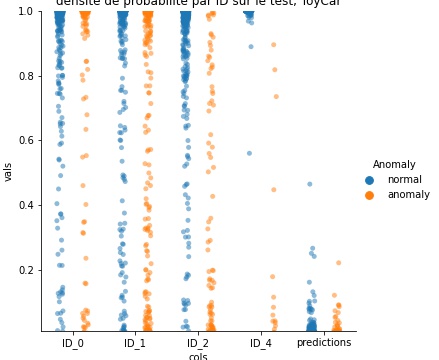 densité de probabilité par ID sur le test, ToyCar
1.0
0.8
0.6
0.4
0.2
vals
ID_0
ID_1
ID_2
ID_4
predictions
cols
Anomaly
normal
anomaly